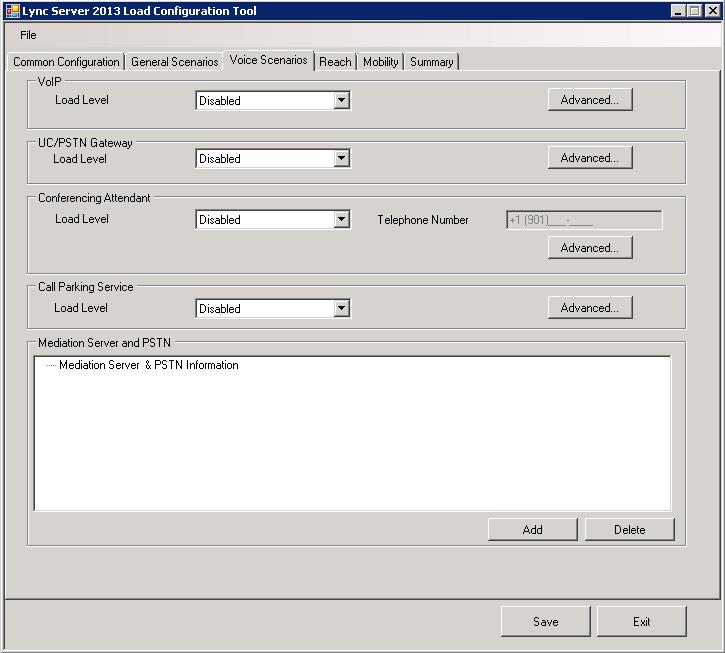 Lync Server 2013 Load Configuration Tool
File
Common Configuration General Scenarios Voice Scenarios Reach Mobility Summary
VoIP
Load Level Disabled Advanced...
UC/PSTN Gateway
Load Level Disabled Advanced...
Conferencing Attendant
Load Level Disabled Telephone Number +1 (901)___-____
Advanced...
Call Parking Service
Load Level Disabled Advanced...
Mediation Server and PSTN
Mediation Server & PSTN Information
Add Delete
Save Exit